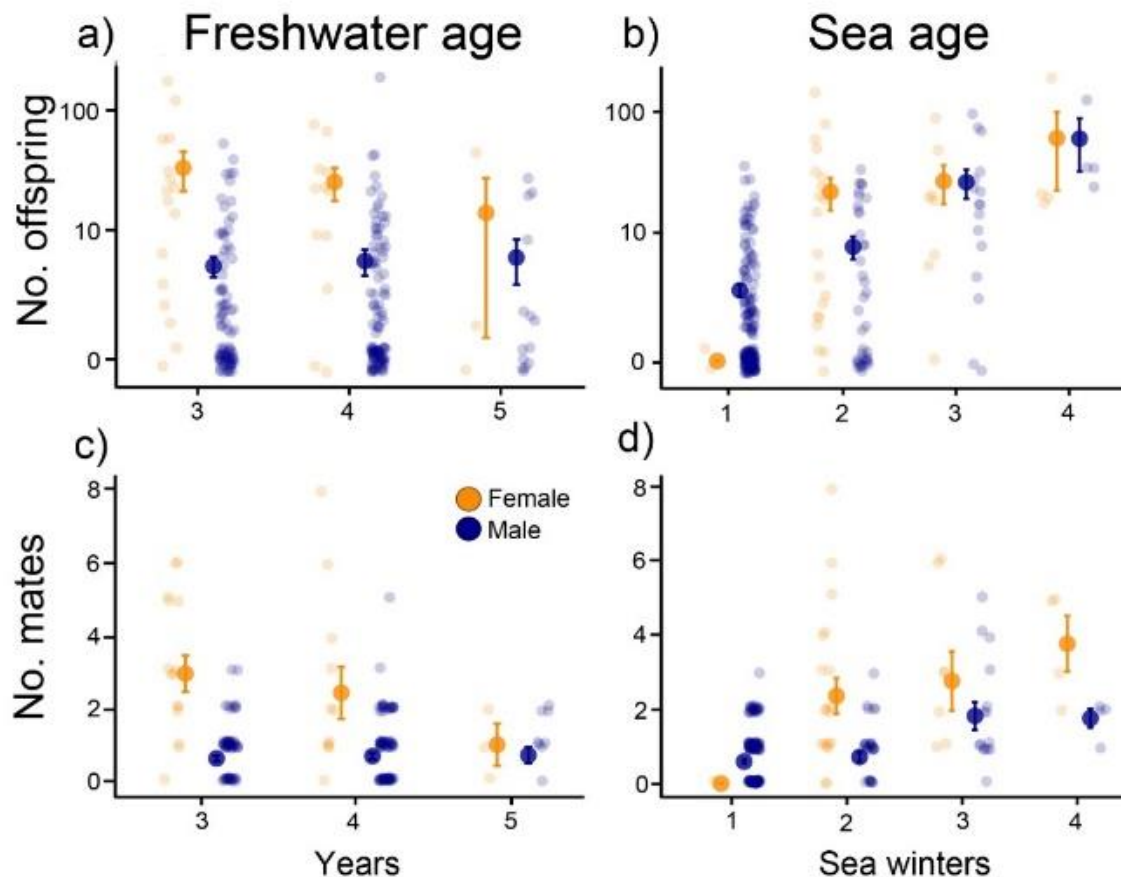 a) Freshwater age
b) Sea age
No. offspring
100
10
0
3 4 5
100
10
0
1 2 3 4
c)
d)
No. mates
8
6
4
2
0
Female
Male
3 4 5
Years
8
6
4
2
0
1 2 3 4
Sea winters